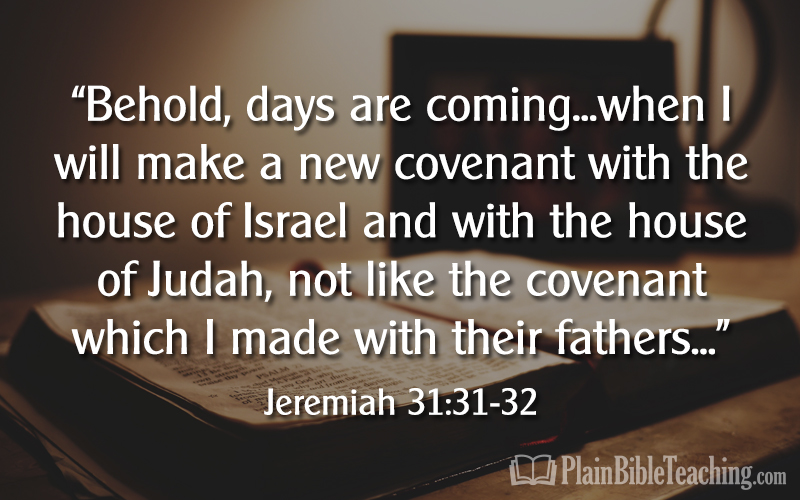 “Behold, days are coming...when I
will make a new covenant with the
house of Israel and with the house
of Judah, not like the covenant
which I made with their fathers...”
Jeremiah 31:31-32
PlainBibleTeaching.com